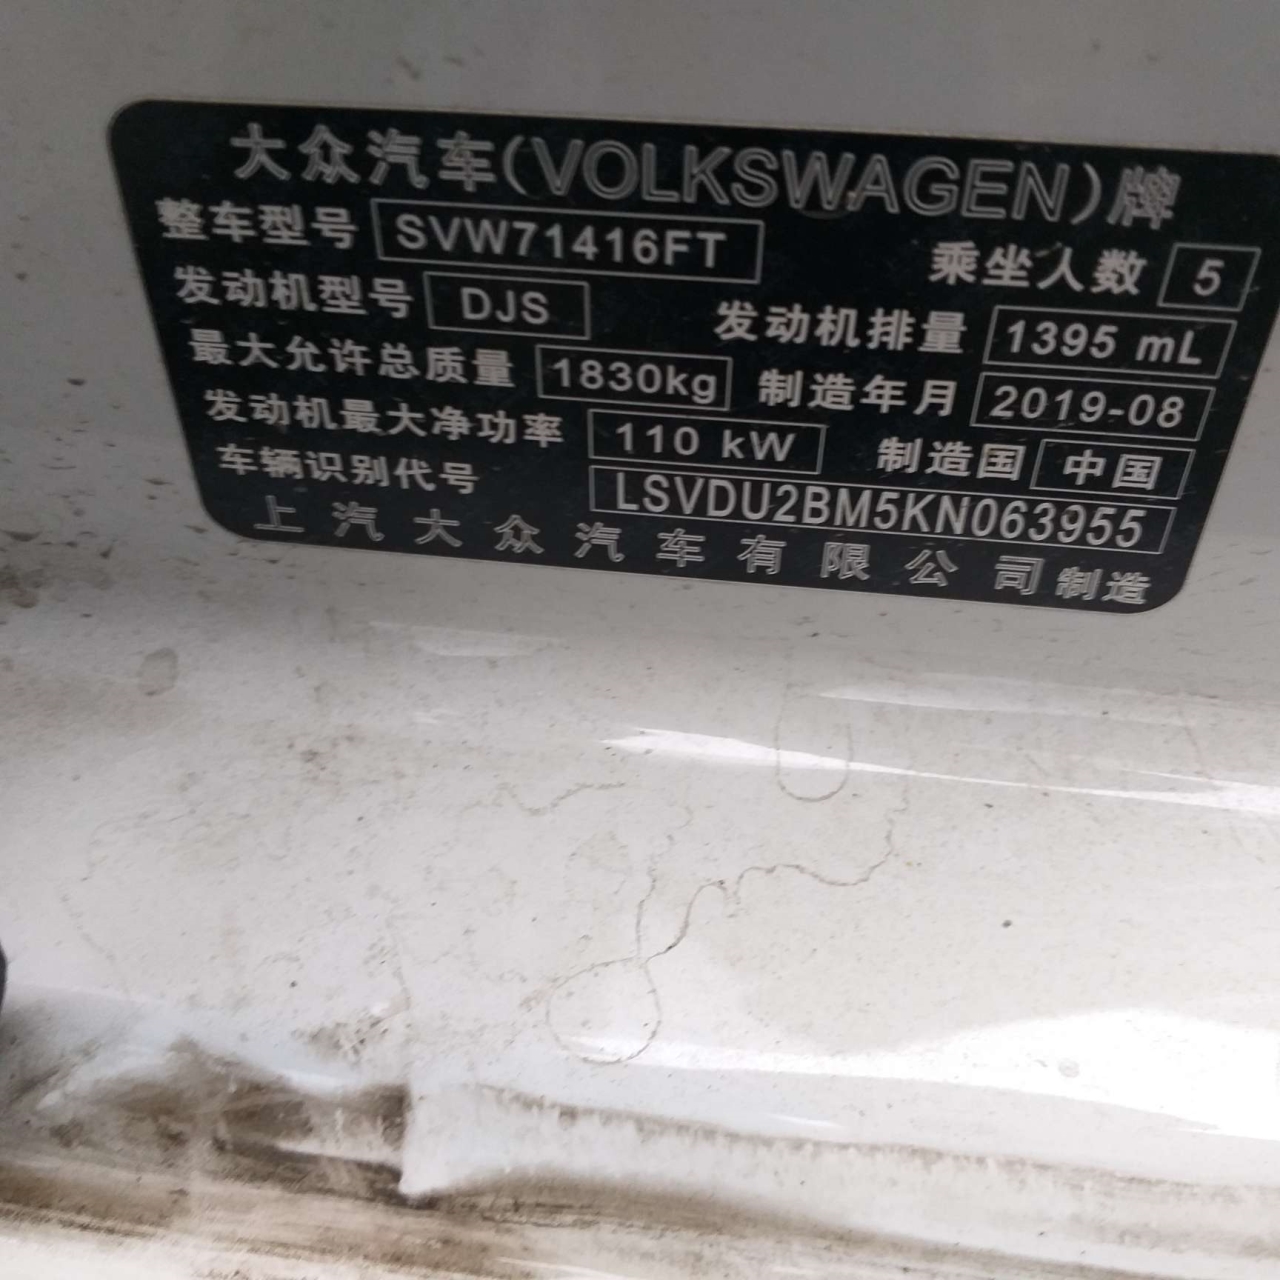 大众汽车(VOLKSWAGEN)牌
整车型号 SVW71416FT 乘坐人数 5
发动机型号 DJS 发动机排量 1395 mL
最大允许总质量 1830kg 制造年月 2019-08
发动机最大净功率 110 kW 制造国 中国
车辆识别代号 LSVDU2BM5KN063955
上汽大众汽车有限公司制造